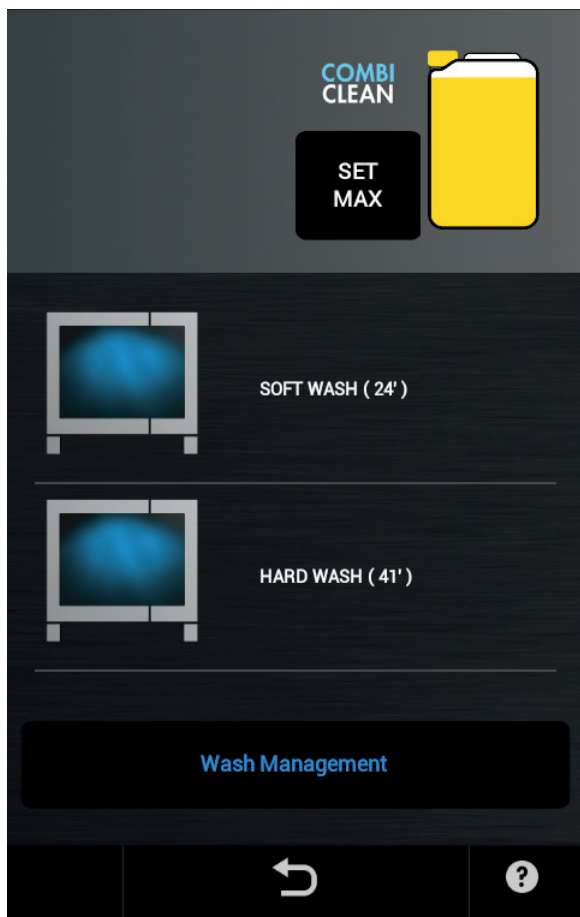 COMBI
CLEAN
SET
MAX
SOFT WASH ( 24' )
HARD WASH ( 41' )
Wash Management
?